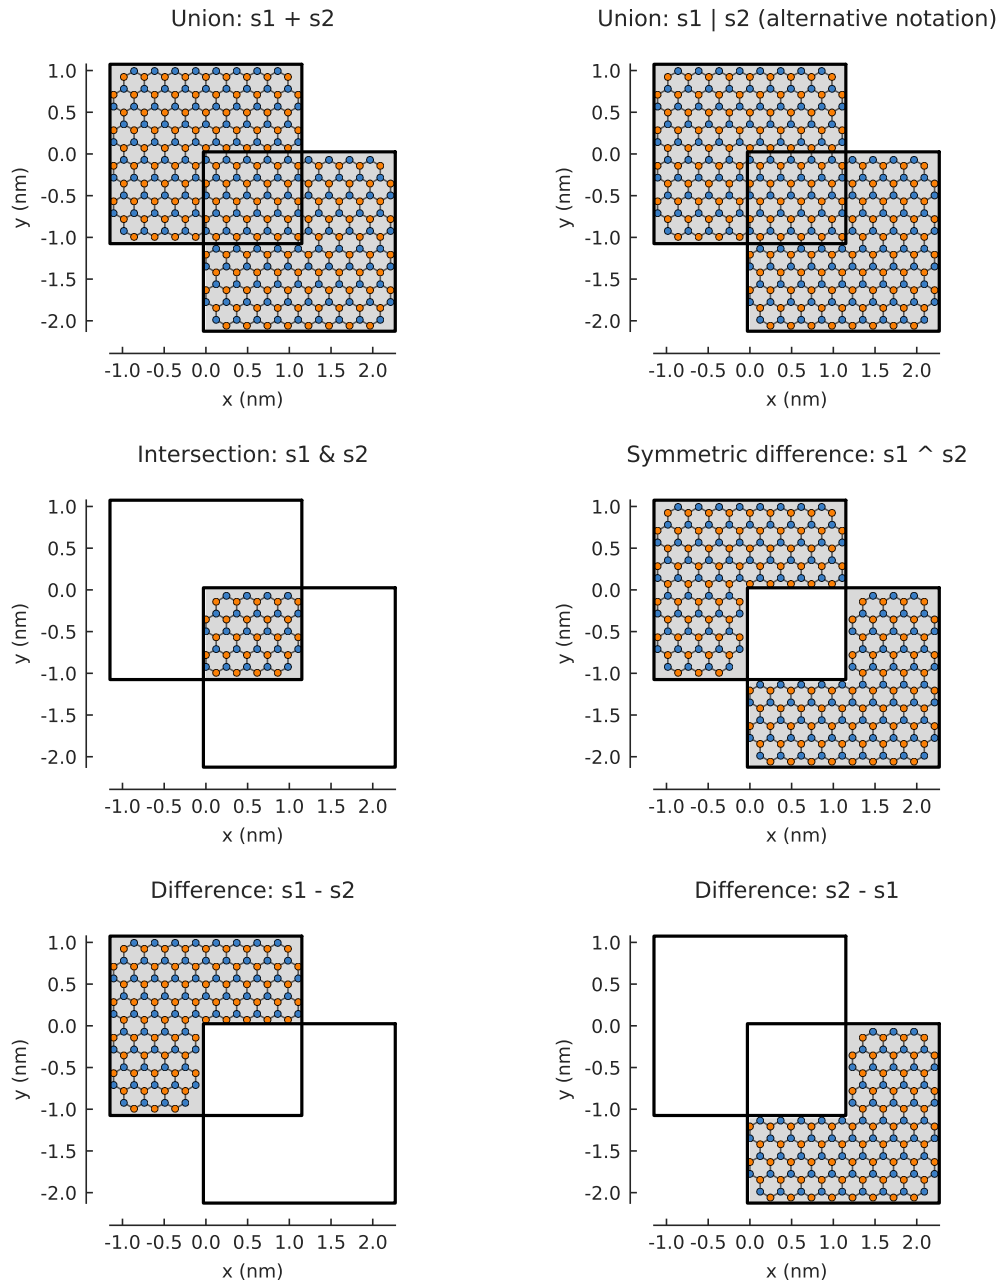 Union: s1 + s2
Union: s1 | s2 (alternative notation)
1.0
0.5
0.0
-0.5
-1.0
-1.5
-2.0
y (nm)
-1.0 -0.5 0.0 0.5 1.0 1.5 2.0
x (nm)
1.0
0.5
0.0
-0.5
-1.0
-1.5
-2.0
y (nm)
-1.0 -0.5 0.0 0.5 1.0 1.5 2.0
x (nm)
Intersection: s1 & s2
Symmetric difference: s1 ^ s2
1.0
0.5
0.0
-0.5
-1.0
-1.5
-2.0
y (nm)
-1.0 -0.5 0.0 0.5 1.0 1.5 2.0
x (nm)
1.0
0.5
0.0
-0.5
-1.0
-1.5
-2.0
y (nm)
-1.0 -0.5 0.0 0.5 1.0 1.5 2.0
x (nm)
Difference: s1 - s2
Difference: s2 - s1
1.0
0.5
0.0
-0.5
-1.0
-1.5
-2.0
y (nm)
-1.0 -0.5 0.0 0.5 1.0 1.5 2.0
x (nm)
1.0
0.5
0.0
-0.5
-1.0
-1.5
-2.0
y (nm)
-1.0 -0.5 0.0 0.5 1.0 1.5 2.0
x (nm)